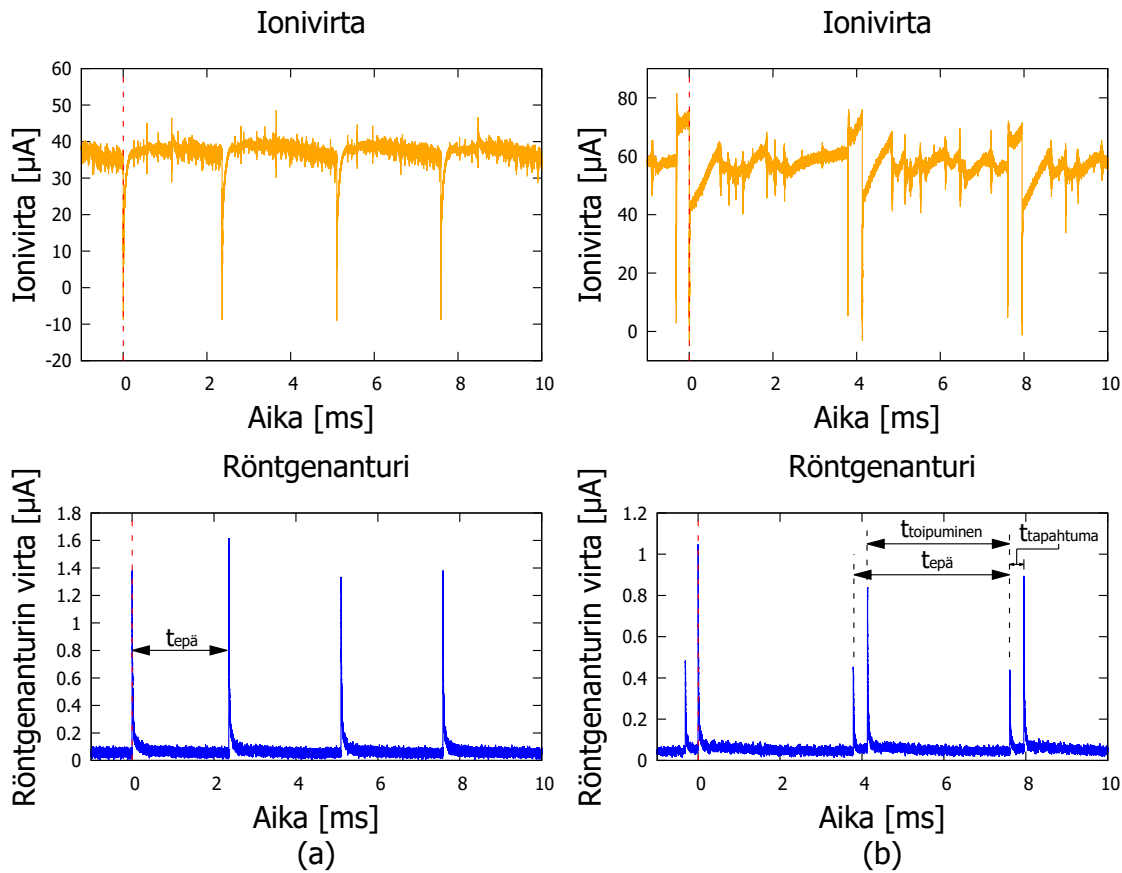 Ionivirta
Ionivirta [µA]
60
50
40
30
20
10
0
-10
-20
0 2 4 6 8 10
Aika [ms]
Ionivirta
Ionivirta [µA]
80
60
40
20
0
0 2 4 6 8 10
Aika [ms]
Röntgenanturi
Röntgenanturin virta [µA]
1.8
1.6
1.4
1.2
1
0.8
0.6
0.4
0.2
0
tepä
0 2 4 6 8 10
Aika [ms]
(a)
Röntgenanturi
Röntgenanturin virta [µA]
1.2
1
0.8
0.6
0.4
0.2
0
ttoipuminen
ttapahtuma
tepä
0 2 4 6 8 10
Aika [ms]
(b)